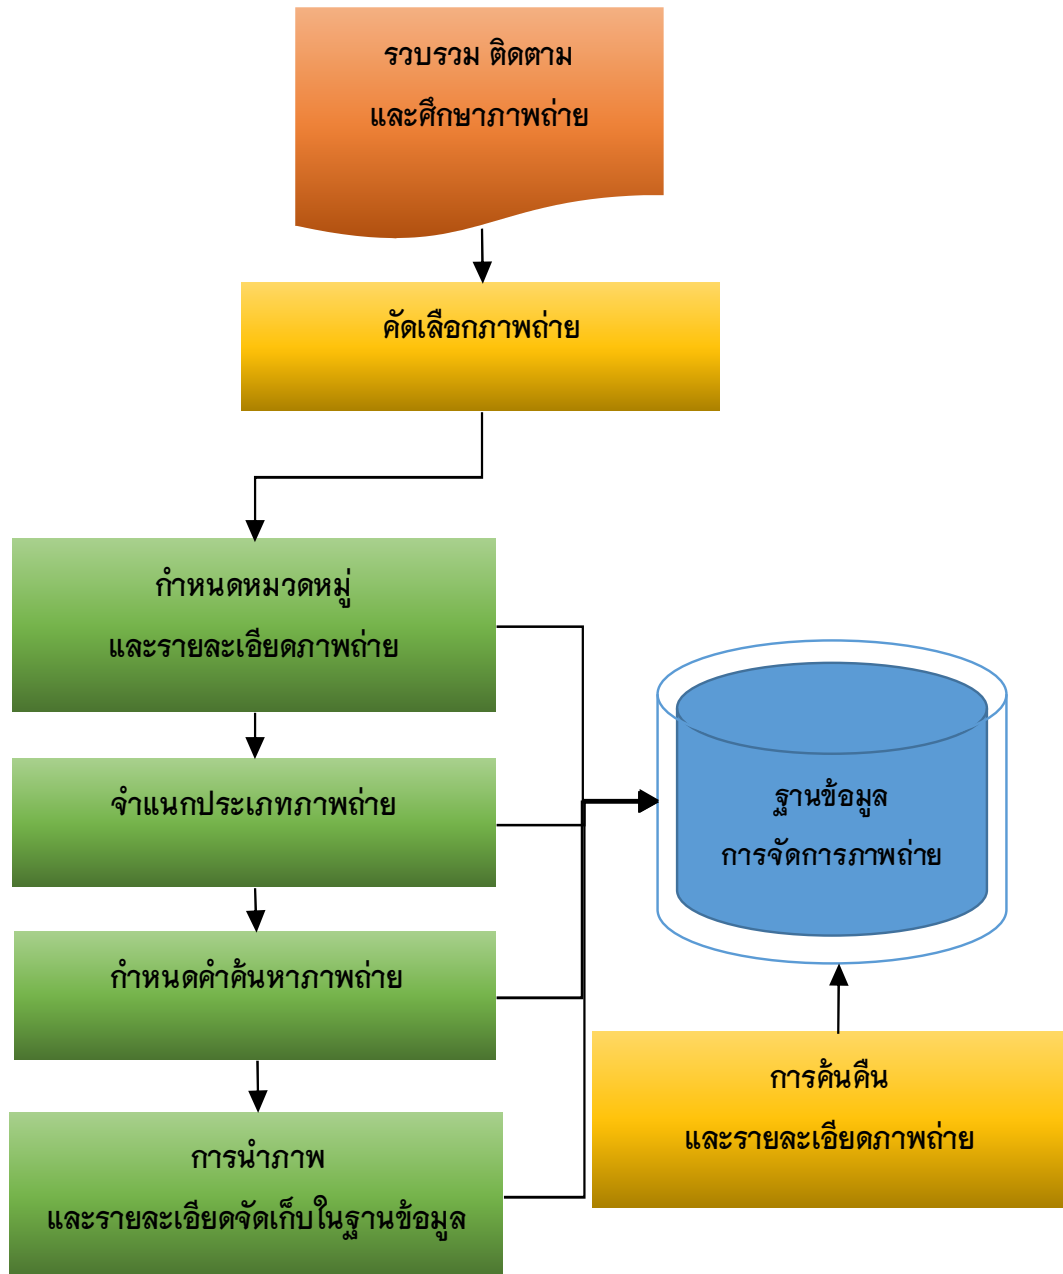 รวบรวม ติดตาม
และศึกษาภาพถ่าย
คัดเลือกภาพถ่าย
กำหนดหมวดหมู่
และรายละเอียดภาพถ่าย
จำแนกประเภทภาพถ่าย
กำหนดคำค้นหาภาพถ่าย
การนำภาพ
และรายละเอียดจัดเก็บในฐานข้อมูล
ฐานข้อมูล
การจัดการภาพถ่าย
การค้นคืน
และรายละเอียดภาพถ่าย